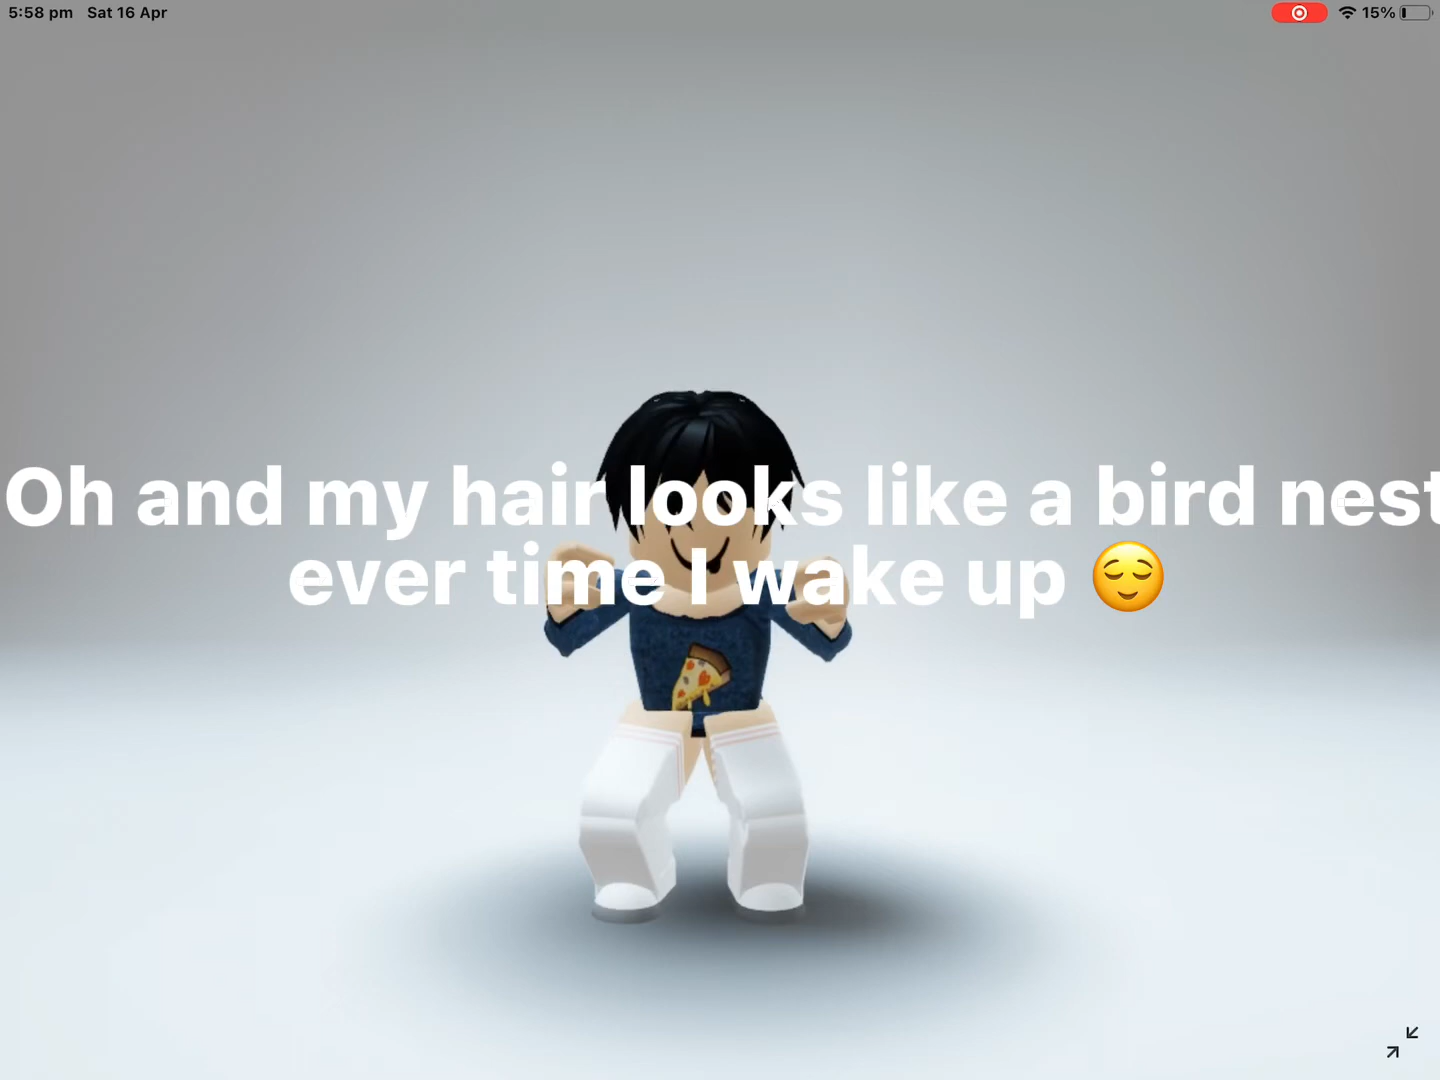 5:58 pm Sat 16 Apr 15%
Oh and my hair looks like a bird nest
ever time I wake up 😌